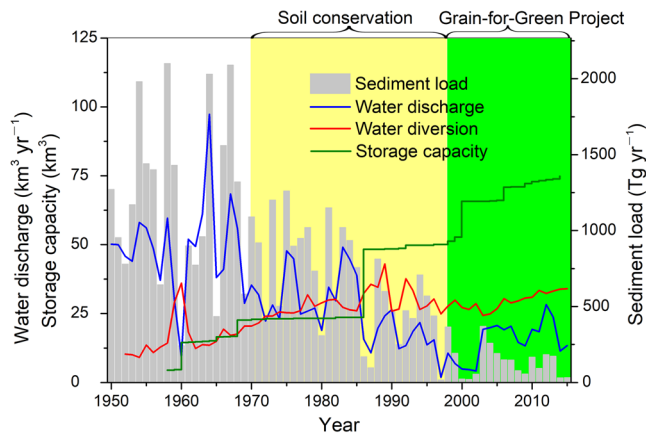 Soil conservation
Grain-for-Green Project
125
100
75
50
25
0
Water discharge (km³ yr⁻¹)
Storage capacity (km³)
Sediment load
Water discharge
Water diversion
Storage capacity
2000
1500
1000
500
0
Sediment load (Tg yr⁻¹)
1950
1960
1970
1980
1990
2000
2010
Year